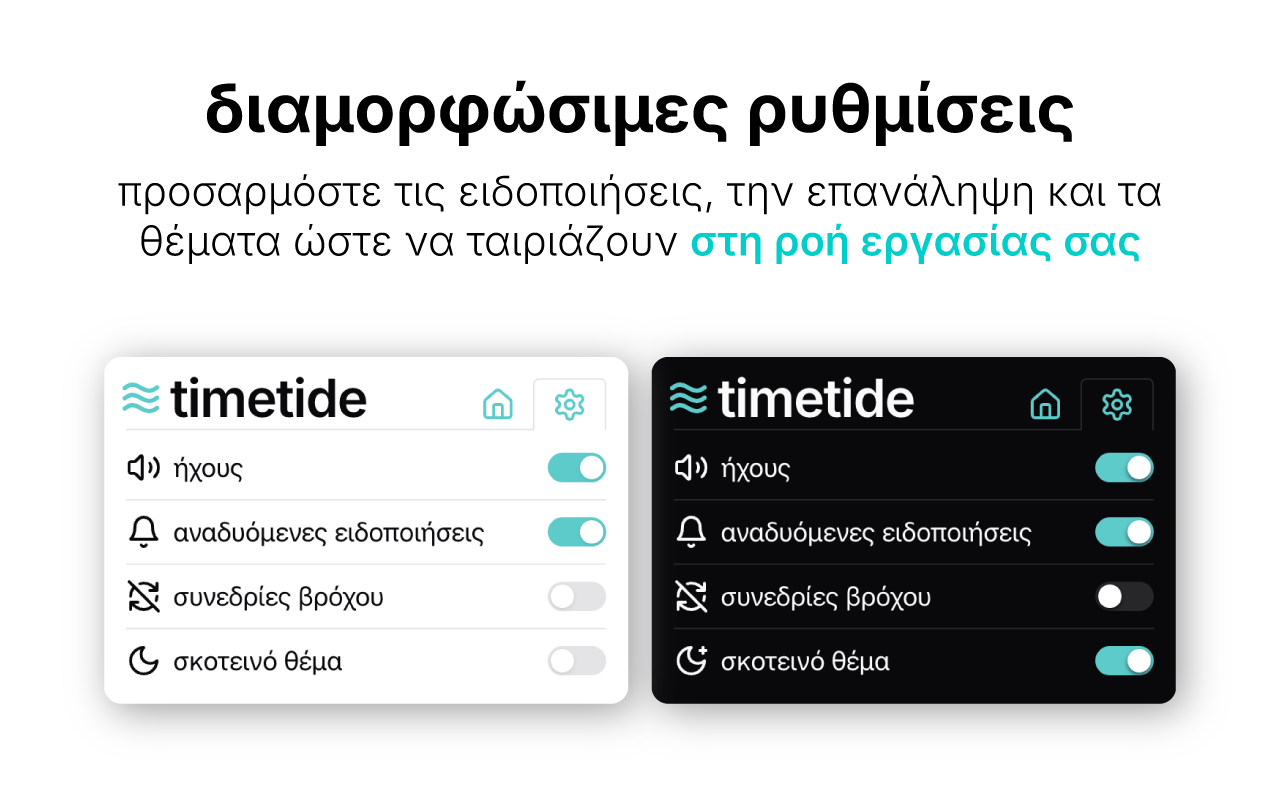 διαμορφώσιμες ρυθμίσεις
προσαρμόστε τις ειδοποιήσεις, την επανάληψη και τα
θέματα ώστε να ταιριάζουν στη ροή εργασίας σας
timetide
ήχους
αναδυόμενες ειδοποιήσεις
συνεδρίες βρόχου
σκοτεινό θέμα
timetide
ήχους
αναδυόμενες ειδοποιήσεις
συνεδρίες βρόχου
σκοτεινό θέμα